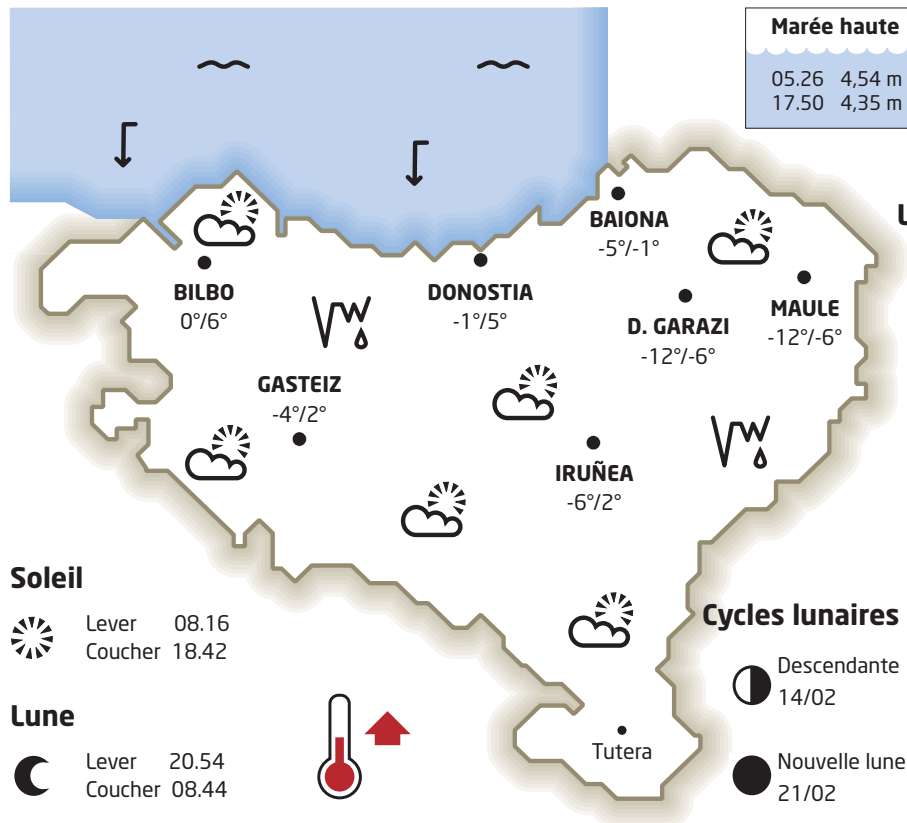 Marée haute
05.26 4,54 m
17.50 4,35 m
BAIONA
-5°/-1°
BILBO
0°/6°
DONOSTIA
-1°/5°
D. GARAZI
-12°/-6°
MAULE
-12°/-6°
GASTEIZ
-4°/2°
IRUÑEA
-6°/2°
Tutera
Soleil
Lever 08.16
Coucher 18.42
Lune
Lever 20.54
Coucher 08.44
Cycles lunaires
Descendante
14/02
Nouvelle lune
21/02